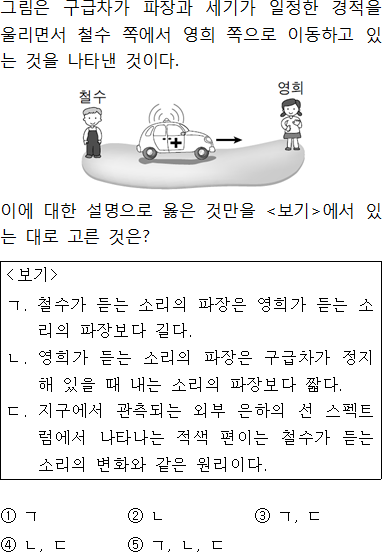 그림은 구급차가 파장과 세기가 일정한 경적을
울리면서 철수 쪽에서 영희 쪽으로 이동하고 있
는 것을 나타낸 것이다.
철수
영희
이에 대한 설명으로 옳은 것만을 <보기>에서 있
는 대로 고른 것은?
<보기>
ㄱ. 철수가 듣는 소리의 파장은 영희가 듣는 소
리의 파장보다 길다.
ㄴ. 영희가 듣는 소리의 파장은 구급차가 정지
해 있을 때 내는 소리의 파장보다 짧다.
ㄷ. 지구에서 관측되는 외부 은하의 선 스펙트
럼에서 나타나는 적색 편이는 철수가 듣는
소리의 변화와 같은 원리이다.
① ㄱ ② ㄴ ③ ㄱ, ㄷ
④ ㄴ, ㄷ ⑤ ㄱ, ㄴ, ㄷ